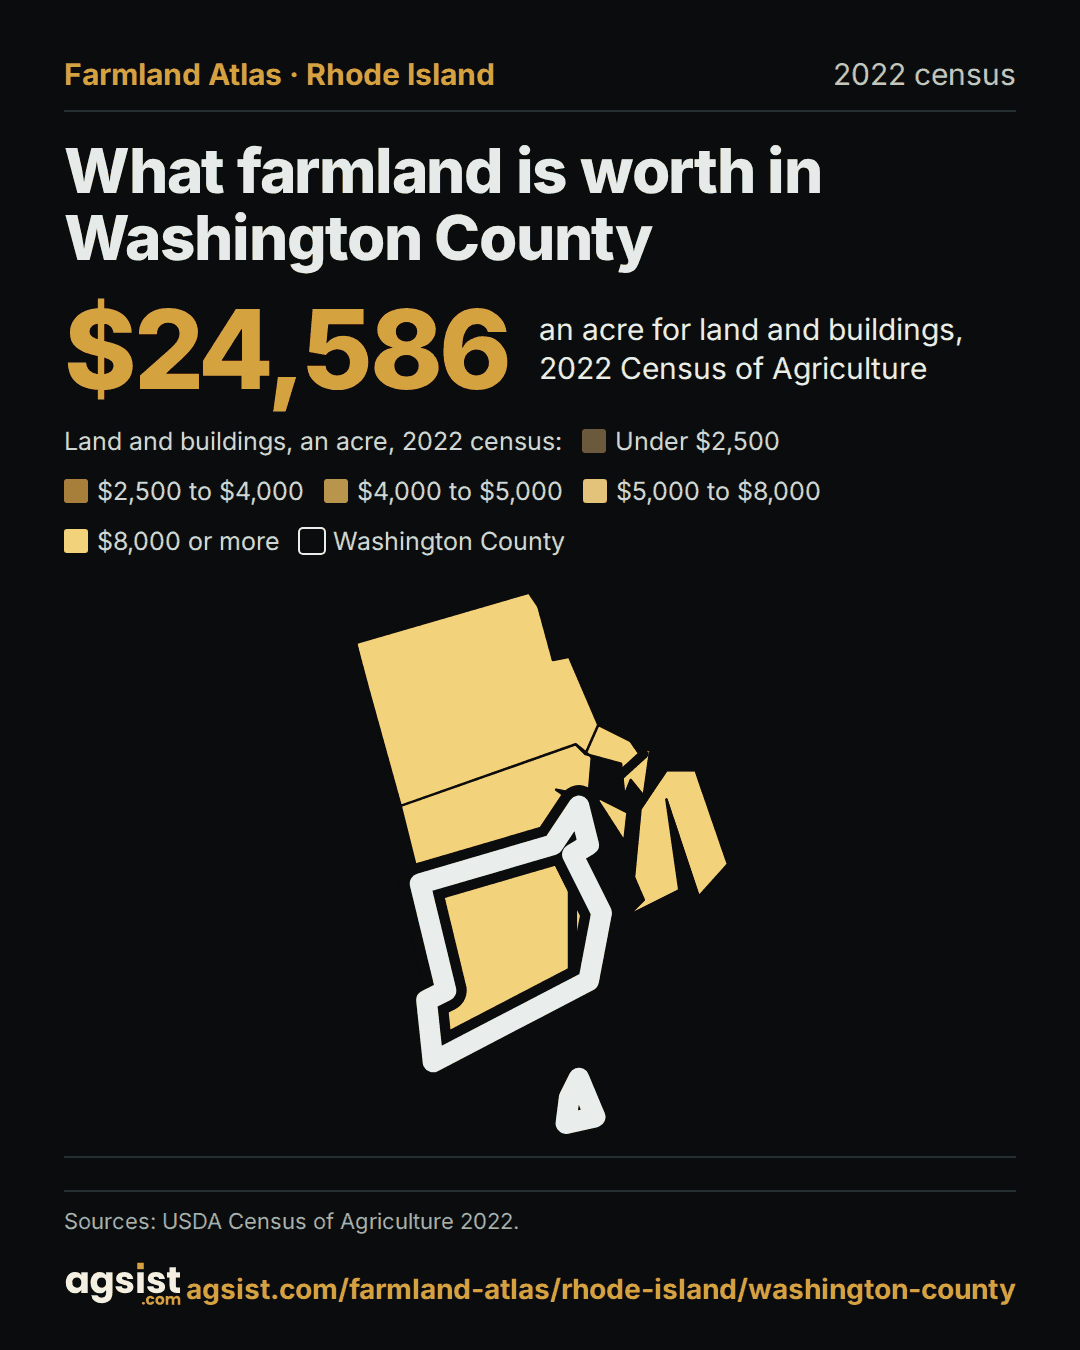 Farmland Atlas · Rhode Island
2022 census
What farmland is worth in
Washington County
$24,586
an acre for land and buildings,
2022 Census of Agriculture
Land and buildings, an acre, 2022 census:
Under $2,500
$2,500 to $4,000
$4,000 to $5,000
$5,000 to $8,000
$8,000 or more
Washington County
Sources: USDA Census of Agriculture 2022.
agsist
.com
agsist.com/farmland-atlas/rhode-island/washington-county